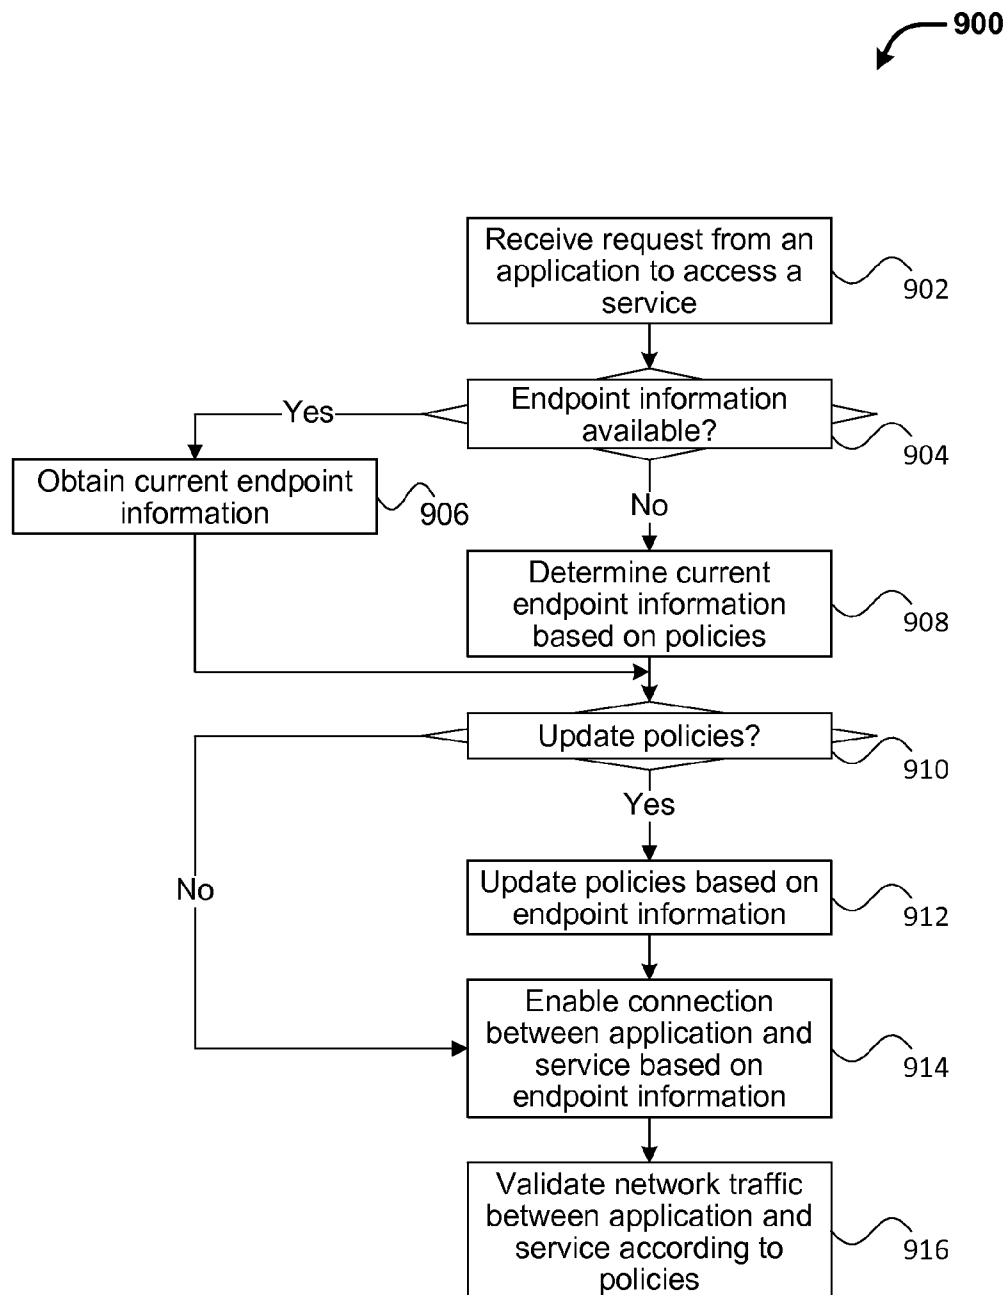 900
Receive request from an
application to access a
service
902
Endpoint information
available?
904
Yes
Obtain current endpoint
information
906
No
Determine current
endpoint information
based on policies
908
Update policies?
910
Yes
No
Update policies based on
endpoint information
912
Enable connection
between application and
service based on
endpoint information
914
Validate network traffic
between application and
service according to
policies
916